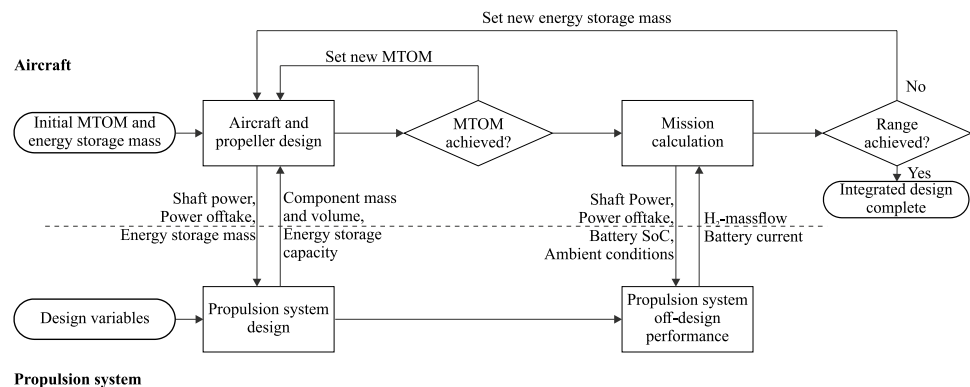 Set new energy storage mass
Set new MTOM
Aircraft
No
Initial MTOM and
energy storage mass
Aircraft and
propeller design
MTOM
achieved?
Mission
calculation
Range
achieved?
Yes
Integrated design
complete
Shaft power,
Power offtake,
Energy storage mass
Component mass
and volume,
Energy storage
capacity
Shaft Power,
Power offtake,
Battery SoC,
Ambient conditions
H₂-massflow
Battery current
Design variables
Propulsion system
design
Propulsion system
off-design
performance
Propulsion system